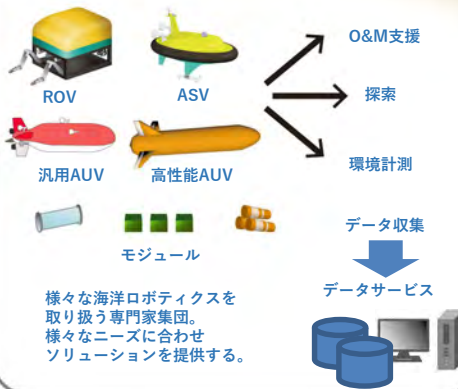 O&M支援
ROV
ASV
探索
汎用AUV
高性能AUV
環境計測
モジュール
データ収集
データサービス
様々な海洋ロボティクスを
取り扱う専門家集団。
様々なニーズに合わせ
ソリューションを提供する。